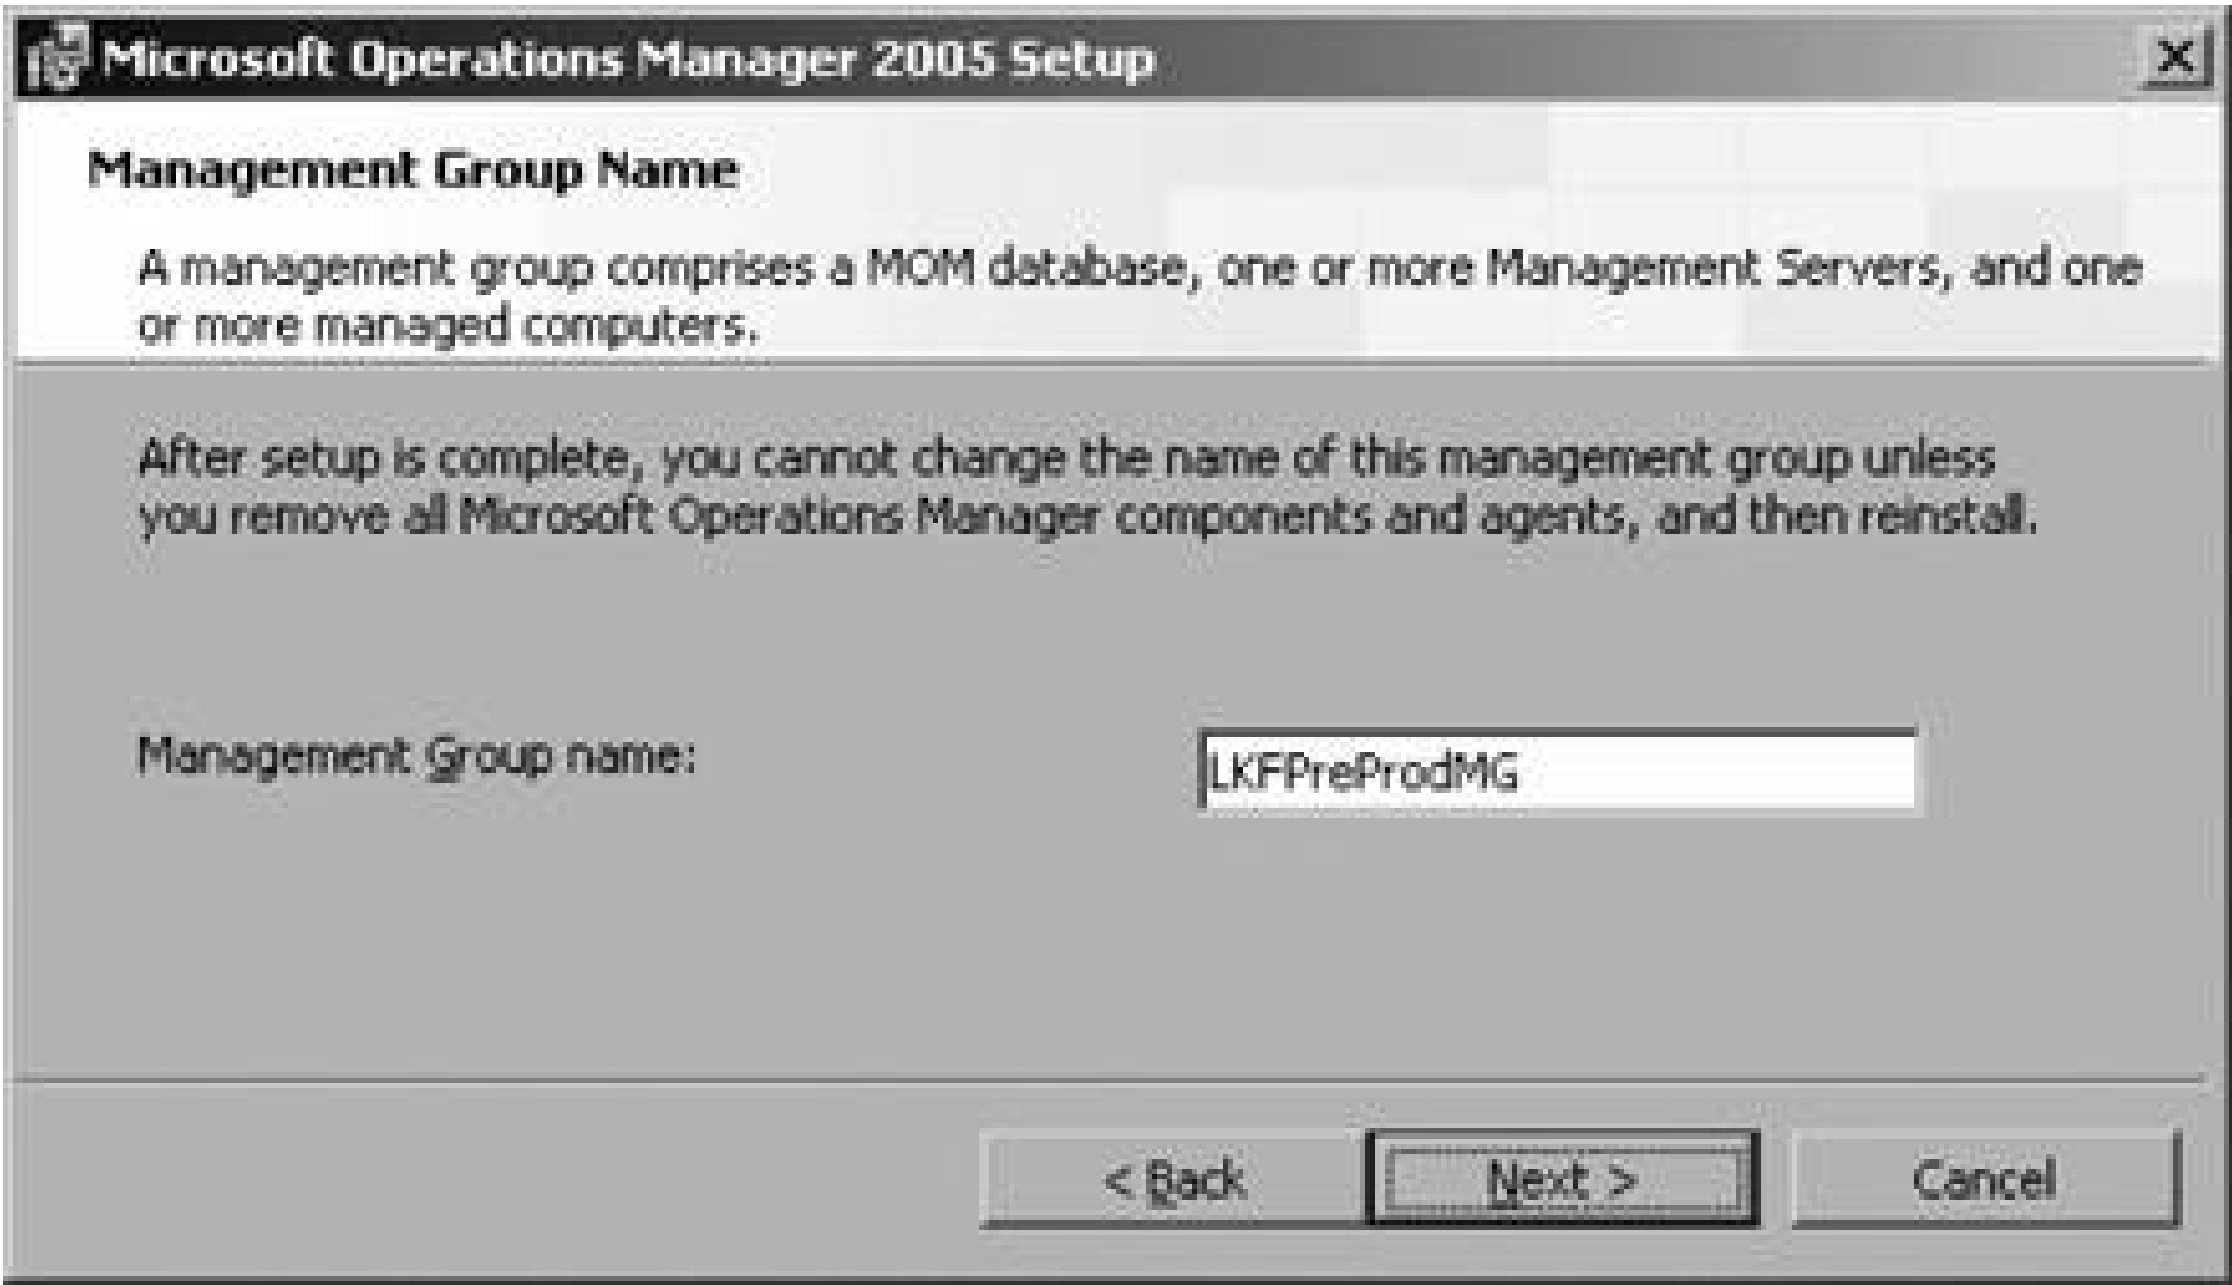 Microsoft Operations Manager 2005 Setup
Management Group Name
A management group comprises a MOM database, one or more Management Servers, and one
or more managed computers.
After setup is complete, you cannot change the name of this management group unless
you remove all Microsoft Operations Manager components and agents, and then reinstall.
Management Group name:
LKFPreProdMG
< Back
Next >
Cancel